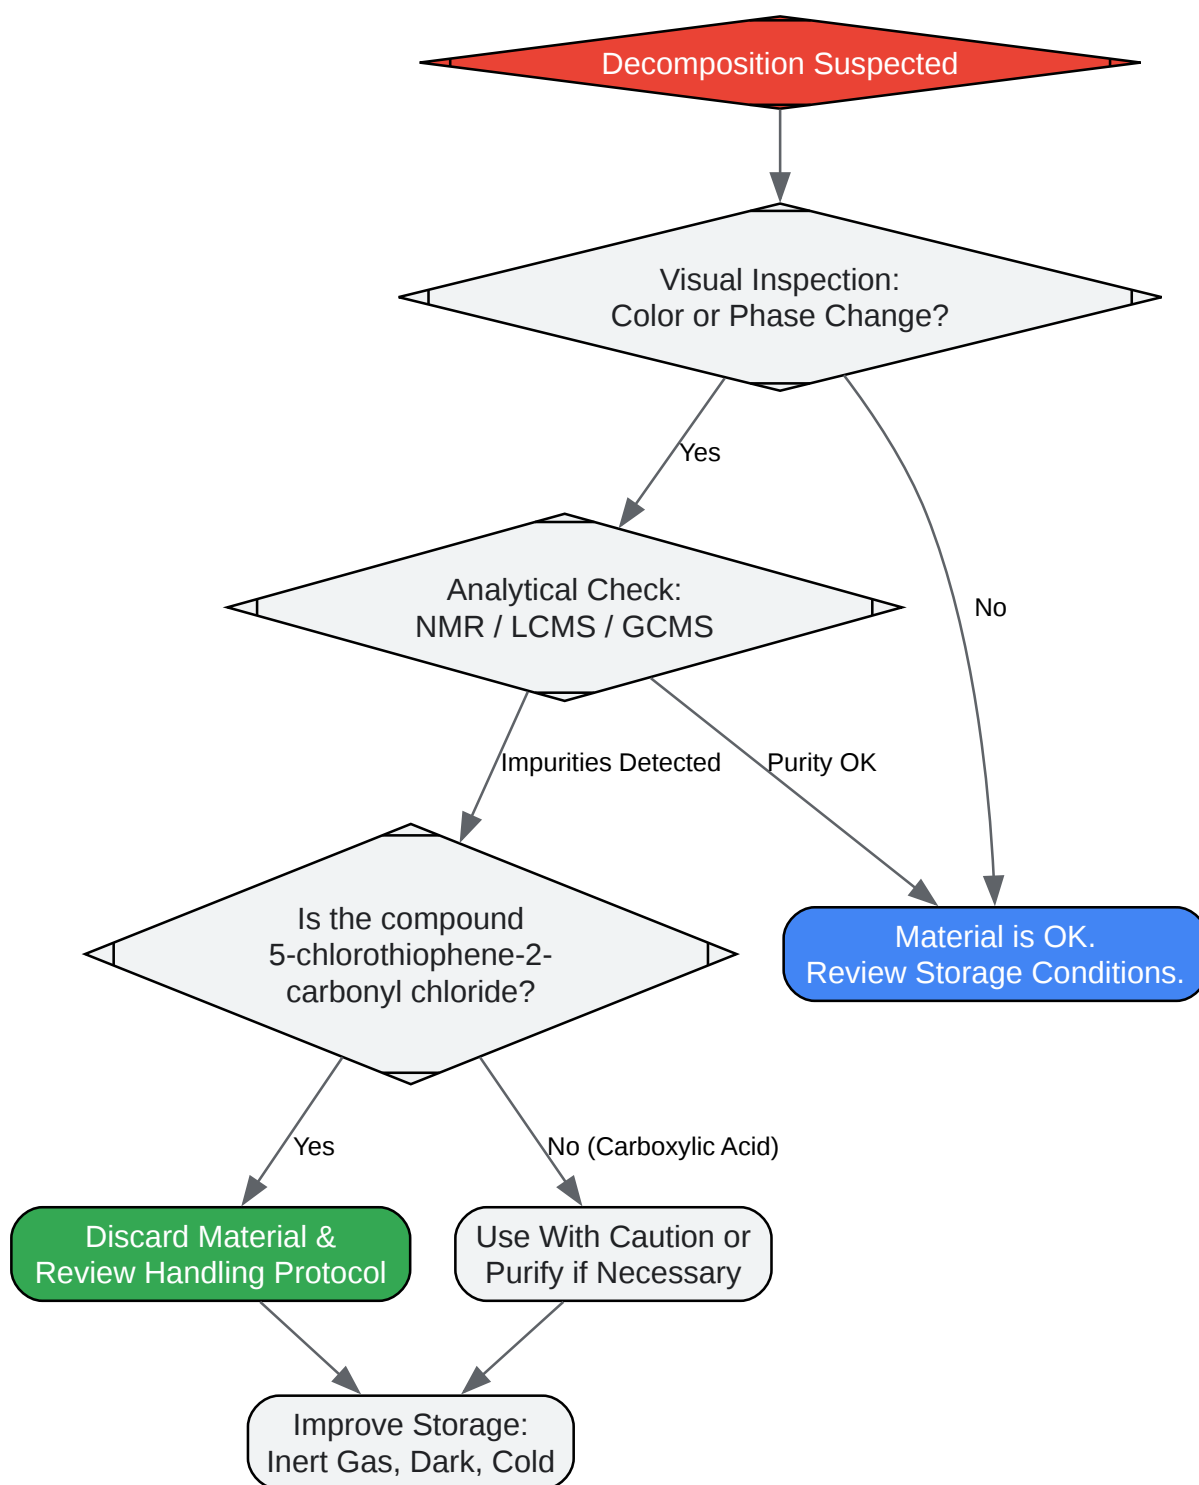 Decomposition Suspected
Visual Inspection:
Color or Phase Change?
Yes
No
Analytical Check:
NMR / LCMS / GCMS
Impurities Detected
Purity OK
Is the compound
5-chlorothiophene-2-
carbonyl chloride?
Material is OK.
Review Storage Conditions.
Yes
No (Carboxylic Acid)
Discard Material &
Review Handling Protocol
Use With Caution or
Purify if Necessary
Improve Storage:
Inert Gas, Dark, Cold